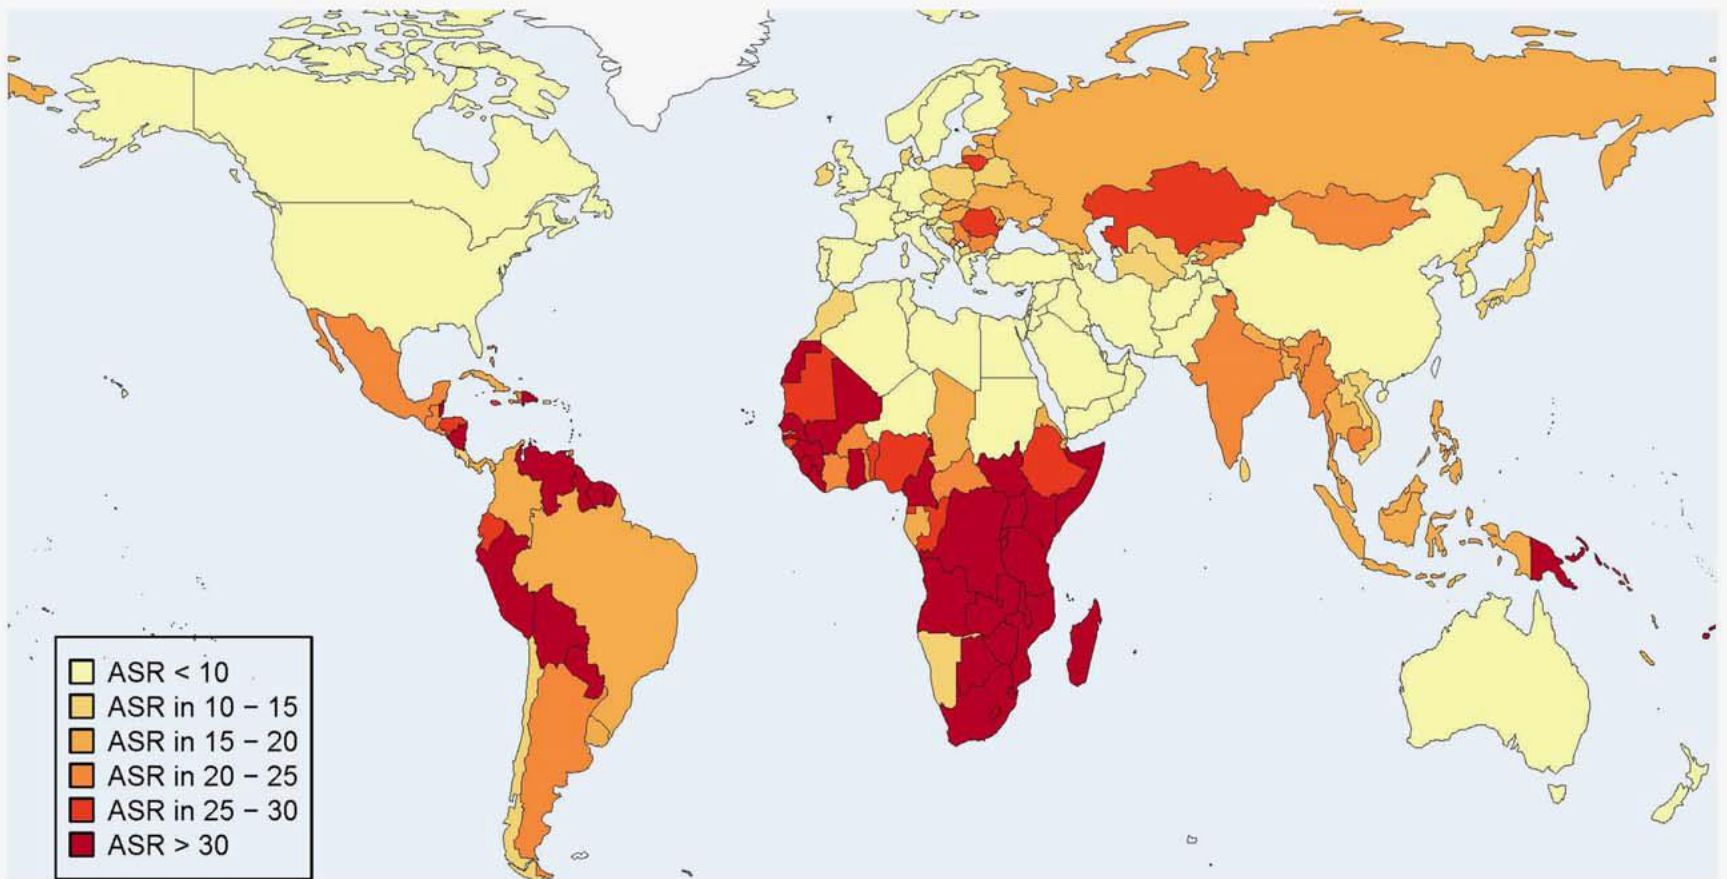 ASR < 10
ASR in 10 – 15
ASR in 15 – 20
ASR in 20 – 25
ASR in 25 – 30
ASR > 30